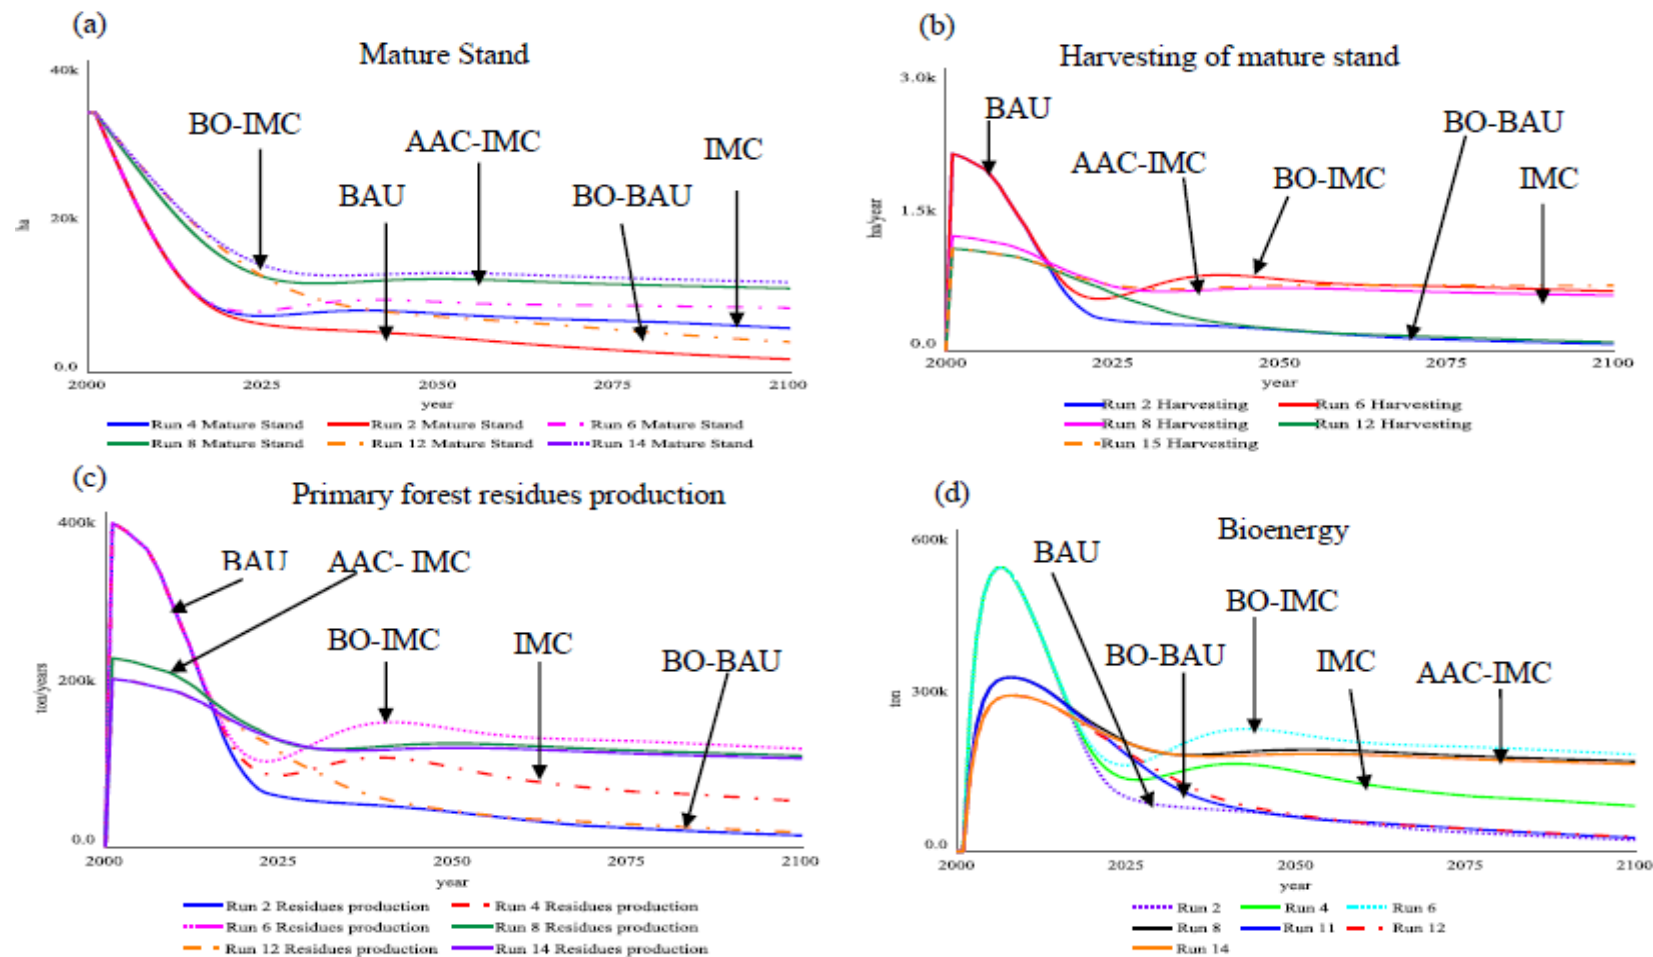 (a)
Mature Stand
40k
BO-IMC
AAC-IMC
IMC
BAU
BO-BAU
20k
ha
0.0
2000
2025
2050
2075
2100
year
Run 4 Mature Stand
Run 2 Mature Stand
Run 6 Mature Stand
Run 8 Mature Stand
Run 12 Mature Stand
Run 14 Mature Stand
(b)
Harvesting of mature stand
3.0k
BAU
BO-BAU
AAC-IMC
BO-IMC
IMC
1.5k
ha/year
0.0
2000
2025
2050
2075
2100
year
Run 2 Harvesting
Run 6 Harvesting
Run 8 Harvesting
Run 12 Harvesting
Run 15 Harvesting
(c)
Primary forest residues production
400k
BAU
AAC- IMC
BO-IMC
IMC
BO-BAU
200k
ton/years
0.0
2000
2025
2050
2075
2100
year
Run 2 Residues production
Run 4 Residues production
Run 6 Residues production
Run 8 Residues production
Run 12 Residues production
Run 14 Residues production
(d)
Bioenergy
600k
BAU
BO-IMC
BO-BAU
IMC
AAC-IMC
300k
ton
0.0
2000
2025
2050
2075
2100
year
Run 2
Run 4
Run 6
Run 8
Run 11
Run 12
Run 14